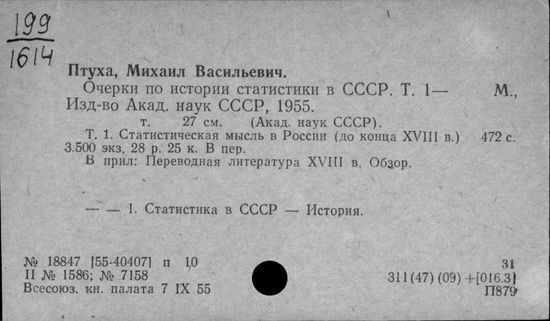 199
1614
Птуха, Михаил Васильевич.
Очерки по истории статистики в СССР. Т. 1— М.,
Изд-во Акад. наук СССР, 1955.
т. 27 см. (Акад. наук СССР).
Т. 1. Статистическая мысль в России (до конца XVIII в.) 472 с.
3.500 экз. 28 р. 25 к. В пер.
В прил: Переводная литература XVIII в. Обзор.
— — 1. Статистика в СССР — История.
№ 18847 [55-40407] п 10 31
II № 1586; № 7158 311(47)(09)+[016.3]
Всесоюз. кн. палата 7 IX 55 П879